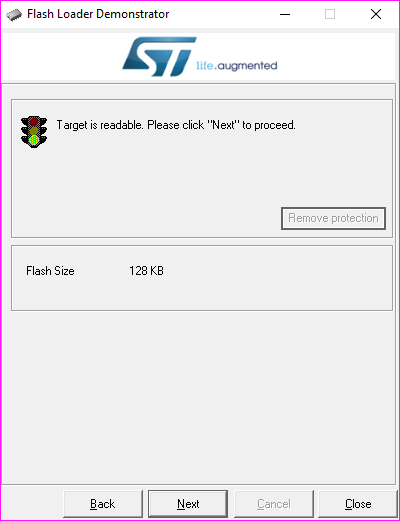 Flash Loader Demonstrator
ST life.augmented
Target is readable. Please click "Next" to proceed.
Remove protection
Flash Size 128 KB
Back Next Cancel Close